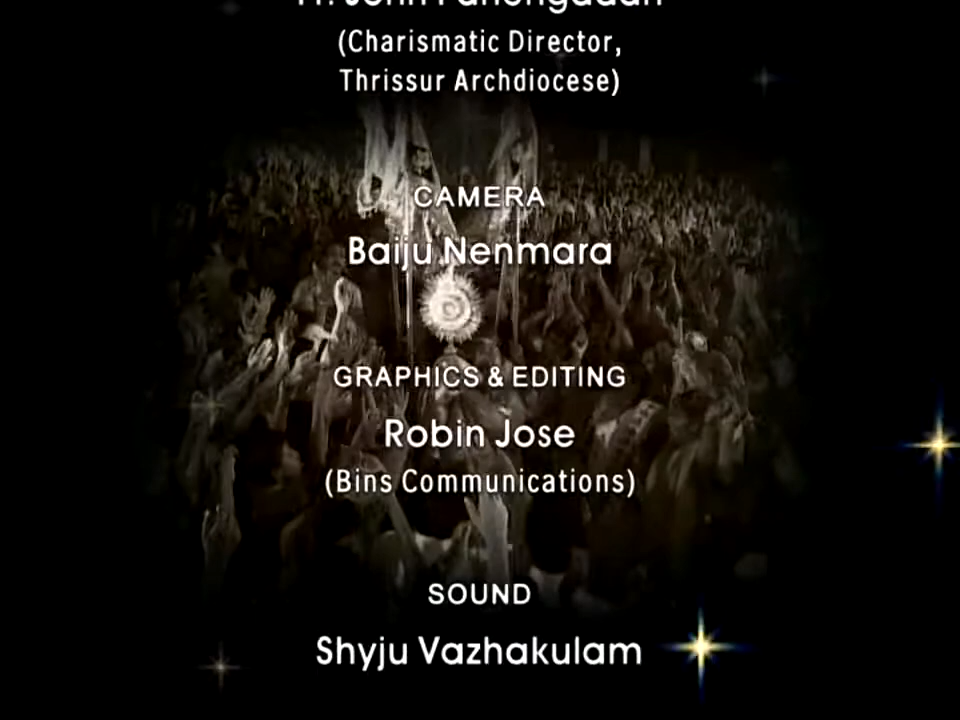 (Charismatic Director,
Thrissur Archdiocese)
CAMERA
Baiju Nenmara
GRAPHICS & EDITING
Robin Jose
(Bins Communications)
SOUND
Shyju Vazhakulam